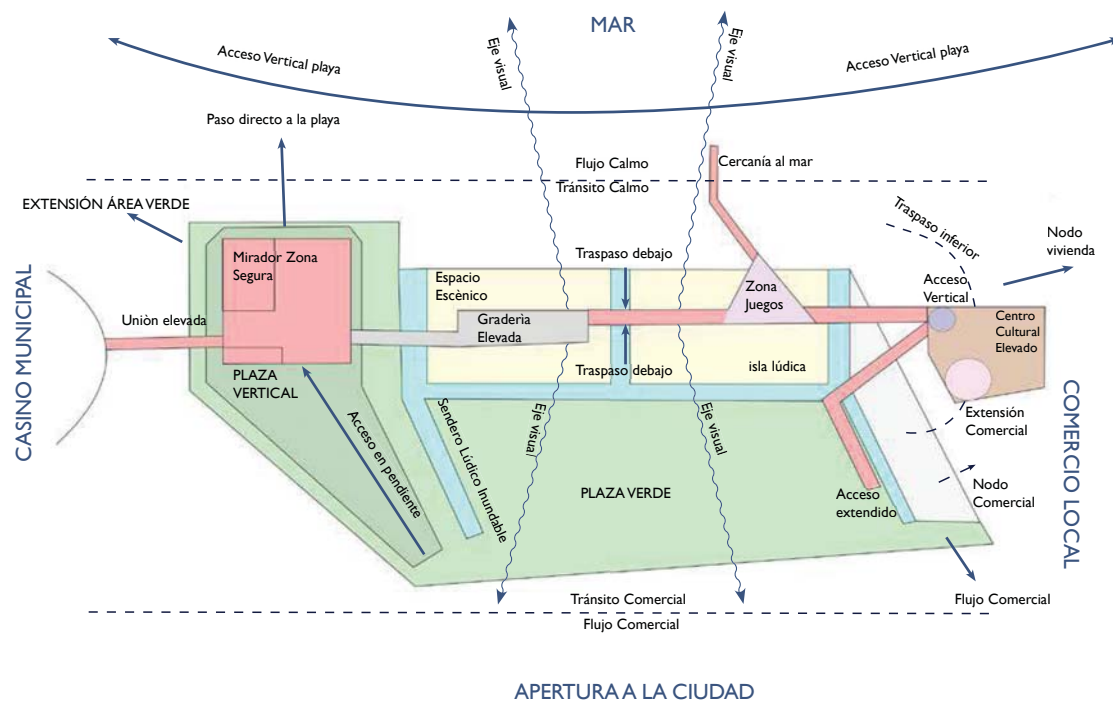 MAR
Eje visual
Eje visual
Acceso Vertical playa
Acceso Vertical playa
Paso directo a la playa
Flujo Calmo
Cercanía al mar
Tránsito Calmo
EXTENSIÓN ÁREA VERDE
Traspaso inferior
Nodo
vivienda
Mirador Zona
Segura
Espacio
Escènico
Traspaso debajo
Zona
Juegos
Acceso
Vertical
CASINO MUNICIPAL
Uniòn elevada
Graderìa
Elevada
Centro
Cultural
Elevado
PLAZA
VERTICAL
Traspaso debajo
isla lúdica
COMERCIO LOCAL
Acceso en pendiente
Sendero Lúdico Inundable
Eje visual
Eje visual
Extensión
Comercial
PLAZA VERDE
Acceso
extendido
Nodo
Comercial
Tránsito Comercial
Flujo Comercial
Flujo Comercial
APERTURA A LA CIUDAD